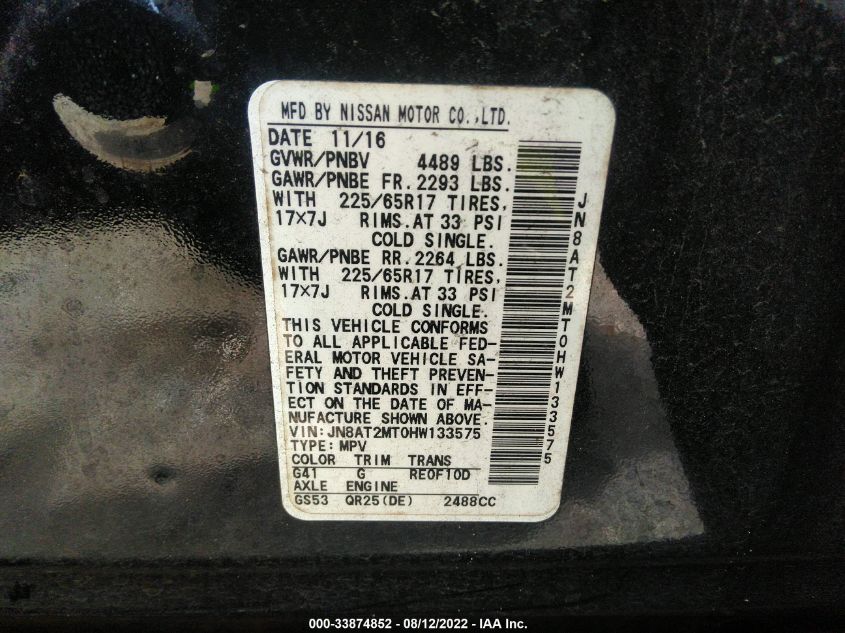 MFD BY NISSAN MOTOR CO.,LTD.
DATE 11/16
GVWR/PNBV 4489 LBS.
GAWR/PNBE FR. 2293 LBS.
WITH 225/65R17 TIRES,
17×7J RIMS.AT 33 PSI
COLD SINGLE.
GAWR/PNBE RR. 2264 LBS.
WITH 225/65R17 TIRES,
17×7J RIMS.AT 33 PSI
COLD SINGLE.
THIS VEHICLE CONFORMS
TO ALL APPLICABLE FED-
ERAL MOTOR VEHICLE SA-
FETY AND THEFT PREVEN-
TION STANDARDS IN EFF-
ECT ON THE DATE OF MA-
NUFACTURE SHOWN ABOVE.
VIN:JN8AT2MT0HW133575
TYPE:MPV
COLOR TRIM TRANS
G41 G RE0F10D
AXLE ENGINE
GS53 QR25(DE) 2488CC
JN8AT2MT0HW133575
000-33874852 - 08/12/2022 - IAA Inc.